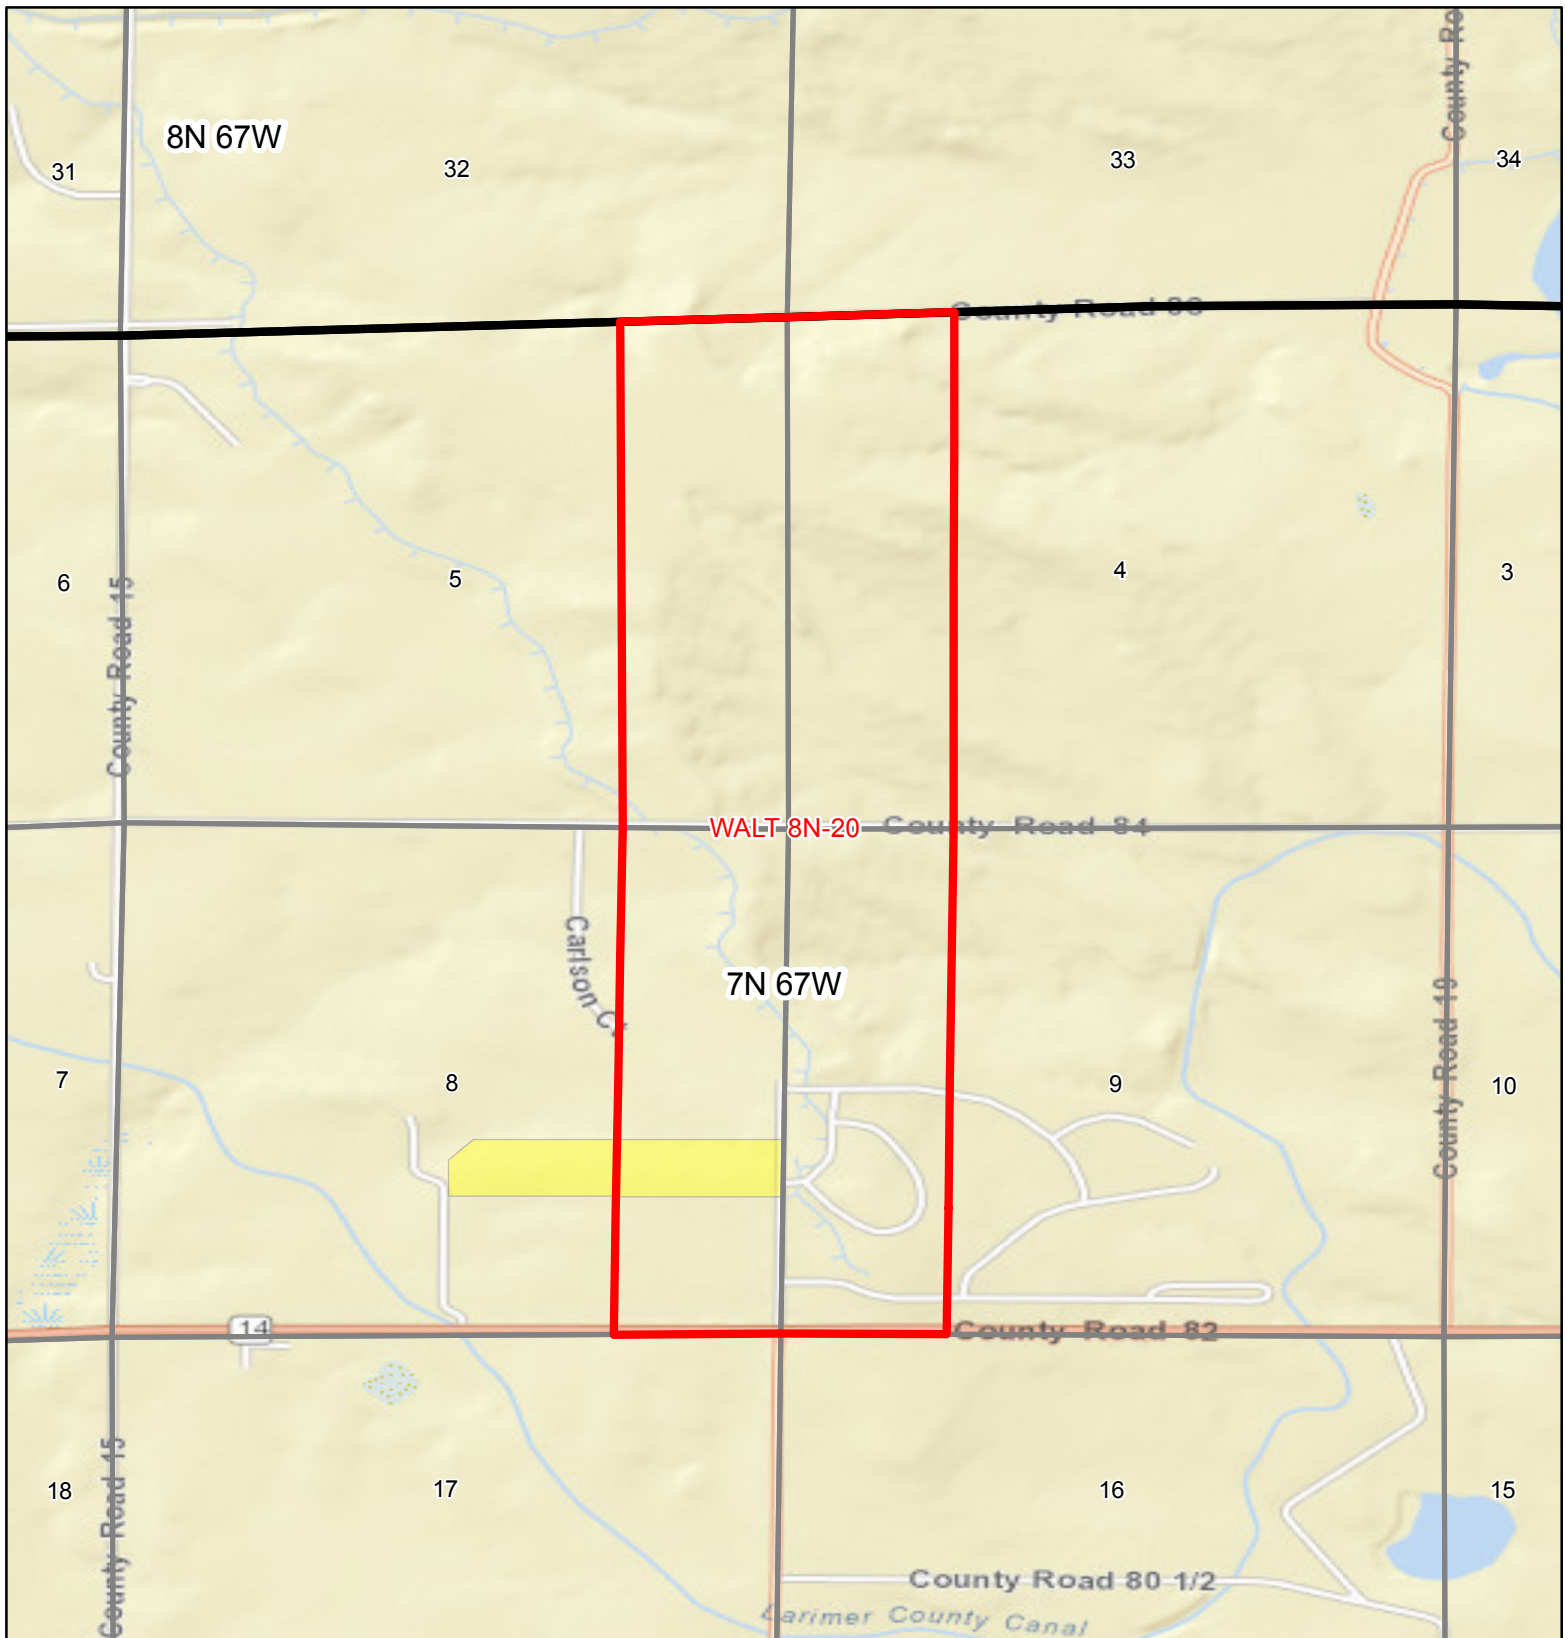 County Ro
8N 67W
31
32
33
34
County Road
6
5
4
3
County Road 15
WALT 8N-20
County Road 84
Carlson Ct
7N 67W
County Road 19
7
8
9
10
14
County Road 82
18
17
16
15
County Road 15
County Road 80 1/2
Larimer County Canal